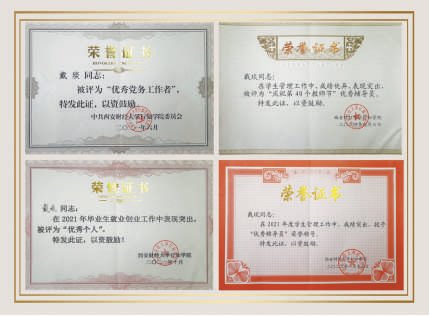 荣誉证书
戴琰同志：
被评为“优秀党务工作者”，
特发此证，以资鼓励。
二〇二一年六月
荣誉证书
戴琰同志：
在学生管理工作中，成绩优异、表现突出，
被评为“庆祝第40个教师节”优秀辅导员。
特发此证，以资鼓励。
荣誉证书
戴琰同志：
在2021年毕业生就业创业工作中表现突出，
被评为“优秀个人”。
特发此证，以资鼓励！
荣誉证书
戴琰同志：
在2021年度学生管理工作中，成绩突出，授予
“优秀辅导员”荣誉称号。
特发此证，以资鼓励。